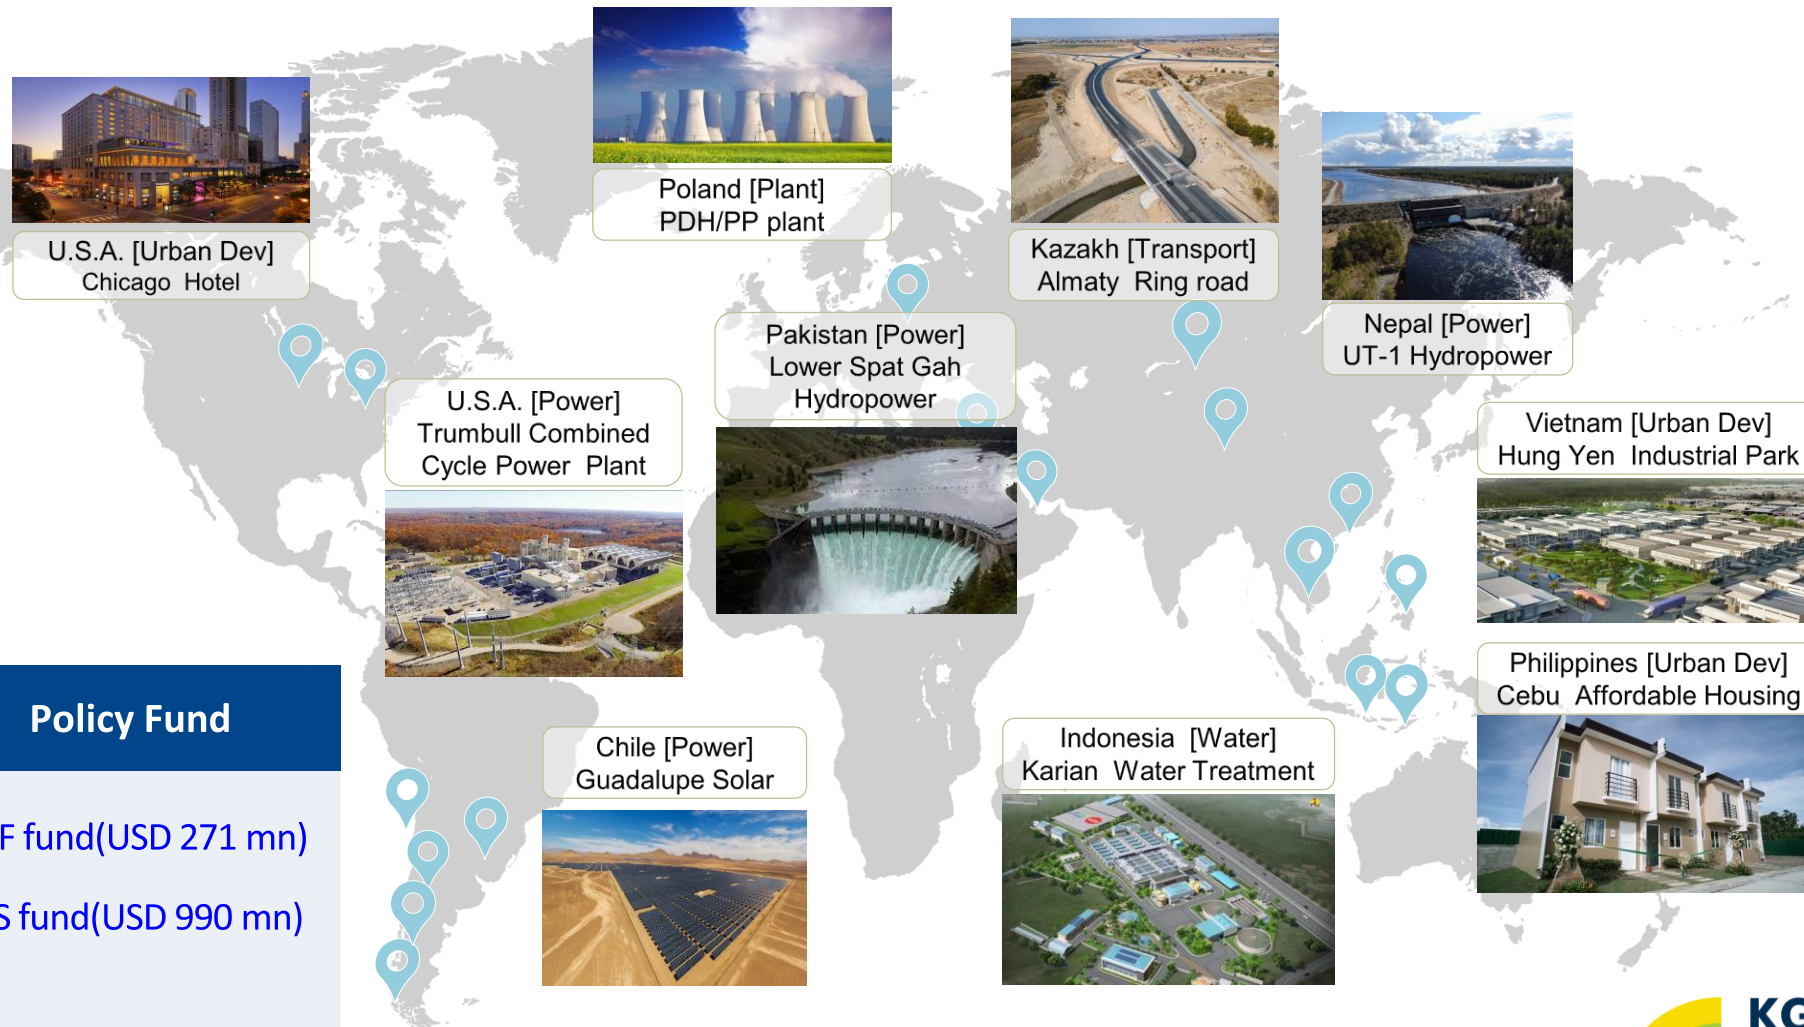 U.S.A. [Urban Dev]
Chicago Hotel
Poland [Plant]
PDH/PP plant
Kazakh [Transport]
Almaty Ring road
Nepal [Power]
UT-1 Hydropower
Pakistan [Power]
Lower Spat Gah
Hydropower
U.S.A. [Power]
Trumbull Combined
Cycle Power Plant
Vietnam [Urban Dev]
Hung Yen Industrial Park
Philippines [Urban Dev]
Cebu Affordable Housing
Chile [Power]
Guadalupe Solar
Indonesia [Water]
Karian Water Treatment
Policy Fund
F fund(USD 271 mn)
S fund(USD 990 mn)